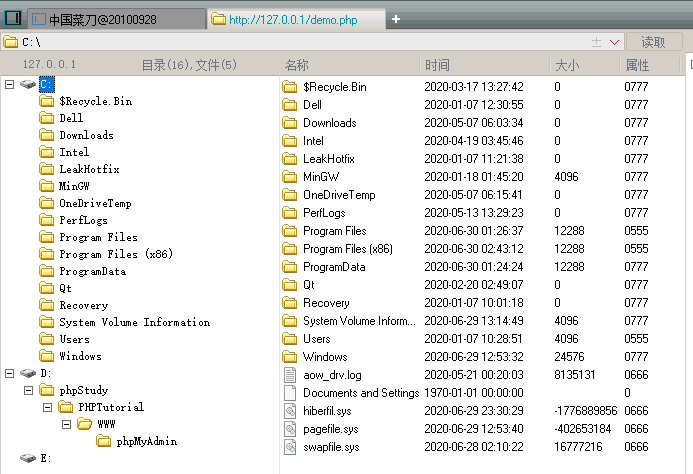 中国菜刀@20100928 http://127.0.0.1/demo.php +
C:\ 读取
127.0.0.1 目录(16),文件(5) 名称 时间 大小 属性
C:
$Recycle.Bin
Dell
Downloads
Intel
LeakHotfix
MinGW
OneDriveTemp
PerfLogs
Program Files
Program Files (x86)
ProgramData
Qt
Recovery
System Volume Information
Users
Windows
D:
phpStudy
PHPTutorial
WWW
phpMyAdmin
E:
$Recycle.Bin 2020-03-17 13:27:42 0 0777
Dell 2020-01-07 12:30:55 0 0777
Downloads 2020-05-07 06:03:34 0 0777
Intel 2020-04-19 03:45:46 0 0777
LeakHotfix 2020-01-07 11:21:38 0 0777
MinGW 2020-01-18 01:45:20 4096 0777
OneDriveTemp 2020-05-07 06:15:41 0 0777
PerfLogs 2020-05-13 13:29:23 0 0777
Program Files 2020-06-30 01:26:37 12288 0555
Program Files (x86) 2020-06-30 02:43:12 12288 0555
ProgramData 2020-06-30 01:24:24 12288 0777
Qt 2020-02-20 02:49:07 0 0777
Recovery 2020-01-07 10:01:18 0 0777
System Volume Inform... 2020-06-29 13:14:49 4096 0777
Users 2020-01-07 10:28:51 4096 0555
Windows 2020-06-29 12:53:32 24576 0777
aow_drv.log 2020-05-21 00:20:03 8135131 0666
Documents and Settings 1970-01-01 00:00:00 0
hiberfil.sys 2020-06-29 23:30:29 -1776889856 0666
pagefile.sys 2020-06-29 12:53:40 -402653184 0666
swapfile.sys 2020-06-28 02:10:22 16777216 0666